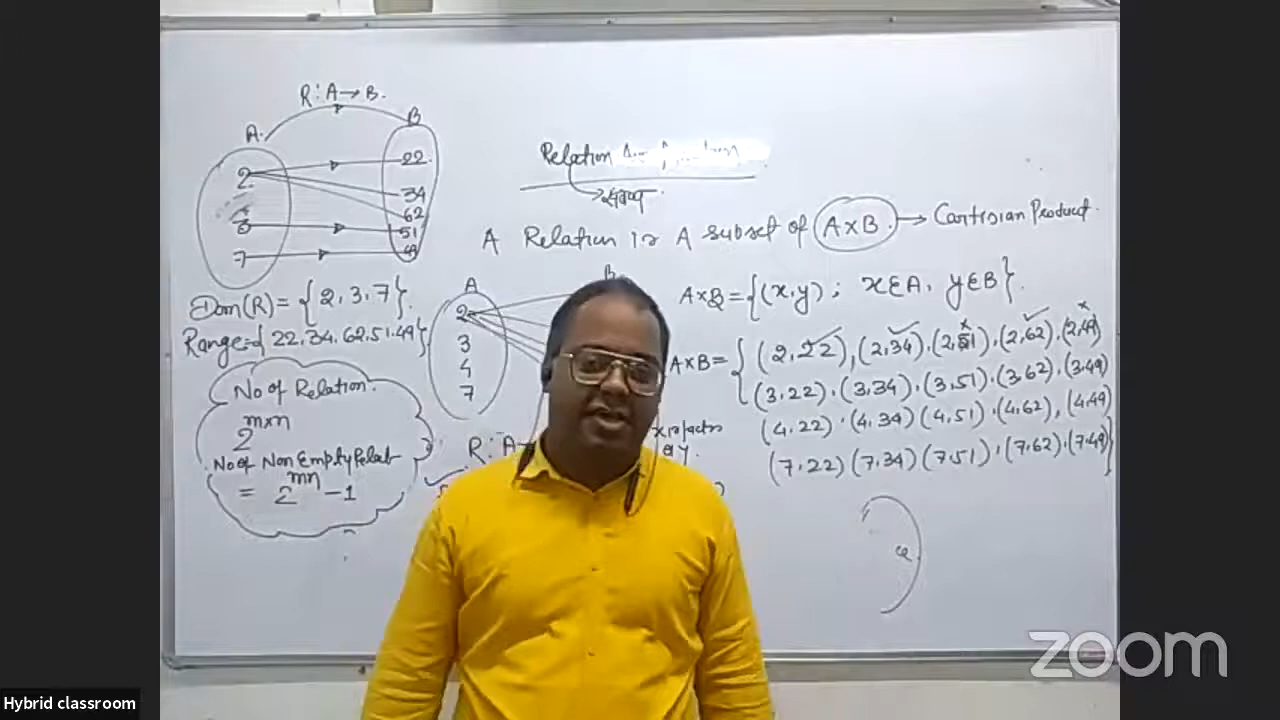 R: A→B.
A.
B
2
3
7
22
34
62
51
Dom(R) = {2,3,7}.
Range={22,34,62,51,49}
No of Relation.
2^{m×n}
No of Non Empty Relat
= 2^{mn} -1
Relation
A
B
2
3
4
7
R: A→
x is factor
of y.
A Relation is A subset of A×B. → Cartisian Product.
A×B={(x,y); x∈A, y∈B}.
A×B= {(2,22),(2,34),(2,51),(2,62),(2,49)
(3,22),(3,34),(3,51),(3,62),(3,49)
(4,22),(4,34)(4,51),(4,62),(4,49)
(7,22)(7,34)(7,51),(7,62),(7,49)}
zoom
Hybrid classroom